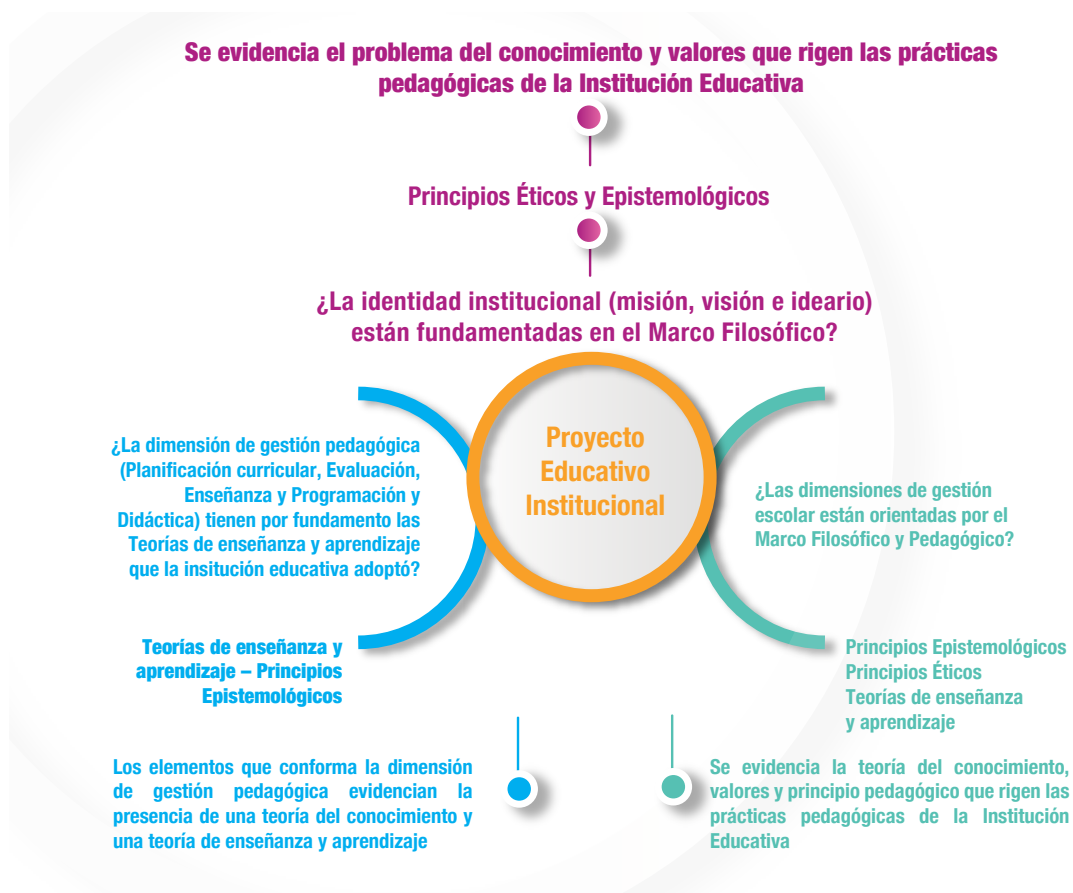 Se evidencia el problema del conocimiento y valores que rigen las prácticas
pedagógicas de la Institución Educativa
Principios Éticos y Epistemológicos
¿La identidad institucional (misión, visión e ideario)
están fundamentadas en el Marco Filosófico?
Proyecto
Educativo
Institucional
¿La dimensión de gestión pedagógica
(Planificación curricular, Evaluación,
Enseñanza y Programación y
Didáctica) tienen por fundamento las
Teorías de enseñanza y aprendizaje
que la insitución educativa adoptó?
¿Las dimensiones de gestión
escolar están orientadas por el
Marco Filosófico y Pedagógico?
Teorías de enseñanza y
aprendizaje – Principios
Epistemológicos
Principios Epistemológicos
Principios Éticos
Teorías de enseñanza
y aprendizaje
Los elementos que conforma la dimensión
de gestión pedagógica evidencian la
presencia de una teoría del conocimiento y
una teoría de enseñanza y aprendizaje
Se evidencia la teoría del conocimiento,
valores y principio pedagógico que rigen las
prácticas pedagógicas de la Institución
Educativa